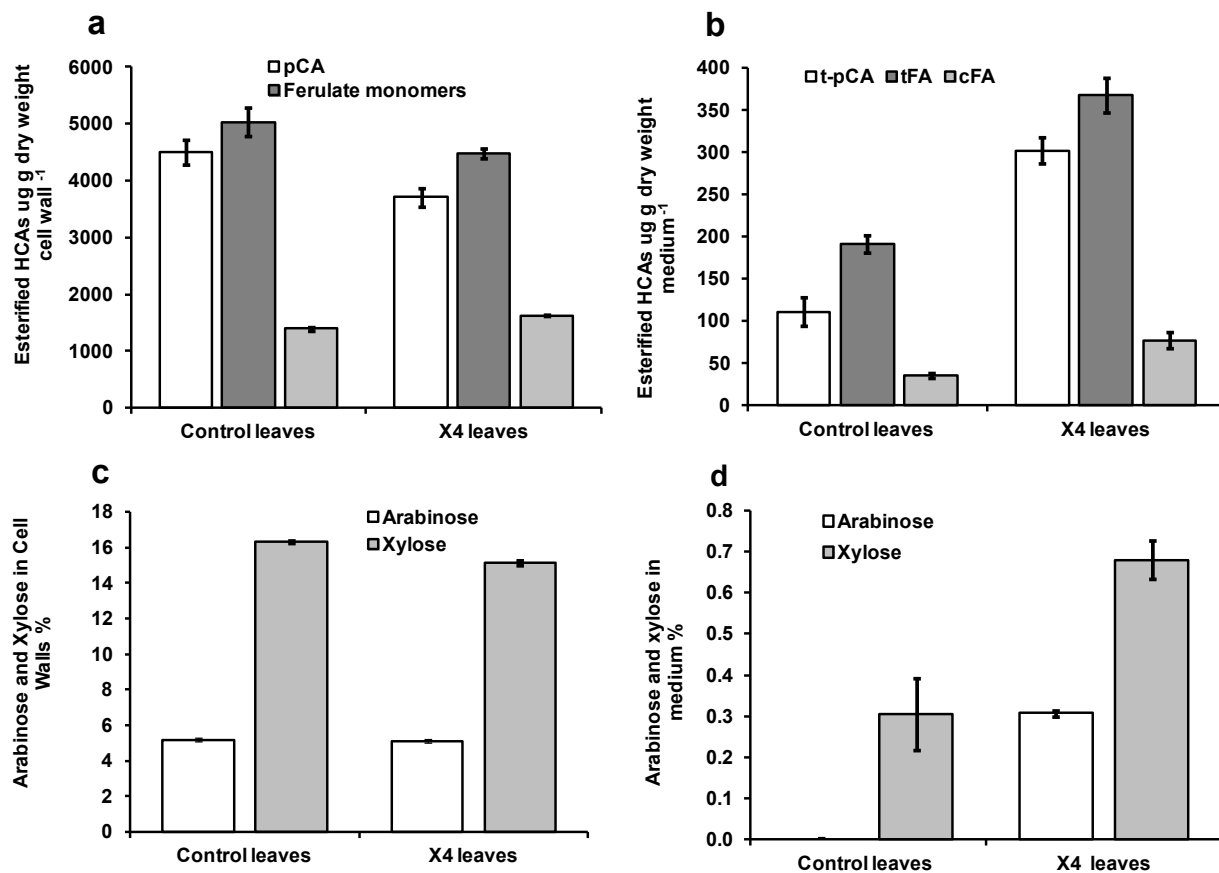 a
Esterified HCAs ug g dry weight
cell wall -1
6000
5000
4000
3000
2000
1000
0
pCA
Ferulate monomers
Control leaves
X4 leaves
b
Esterified HCAs ug g dry weight
medium-1
400
350
300
250
200
150
100
50
0
t-pCA tFA cFA
Control leaves
X4 leaves
c
Arabinose and Xylose in Cell
Walls %
18
16
14
12
10
8
6
4
2
0
Arabinose
Xylose
Control leaves
X4 leaves
d
Arabinose and xylose in
medium %
0.8
0.7
0.6
0.5
0.4
0.3
0.2
0.1
0.0
Arabinose
Xylose
Control leaves
X4 leaves